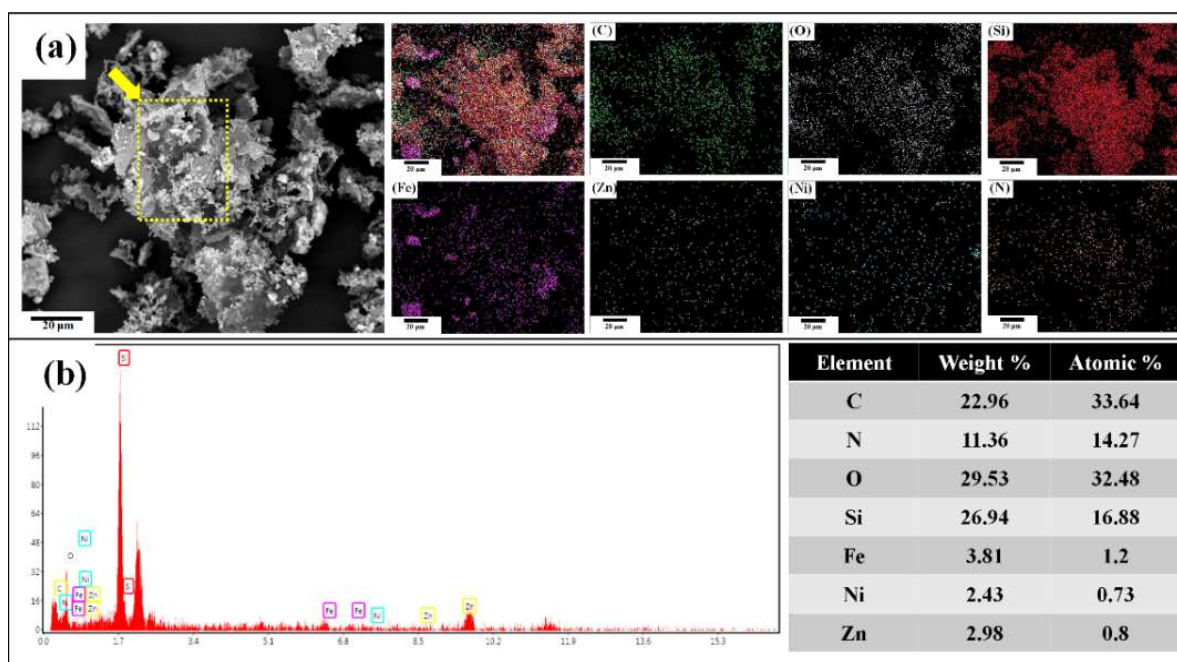 (a)
20 μm
20 μm
(C)
20 μm
(O)
20 μm
(Si)
20 μm
(Fe)
20 μm
(Zn)
20 μm
(Ni)
20 μm
(N)
20 μm
(b)
S
112
96
80
64
48
32
16
0
Ni
O
Ni
C
Fe
Zn
N
Fe
Zn
S
Fe
Fe
Ni
Zn
Zn
0.0 1.7 3.4 5.1 6.8 8.5 10.2 11.9 13.6 15.3
Element Weight % Atomic %
C 22.96 33.64
N 11.36 14.27
O 29.53 32.48
Si 26.94 16.88
Fe 3.81 1.2
Ni 2.43 0.73
Zn 2.98 0.8